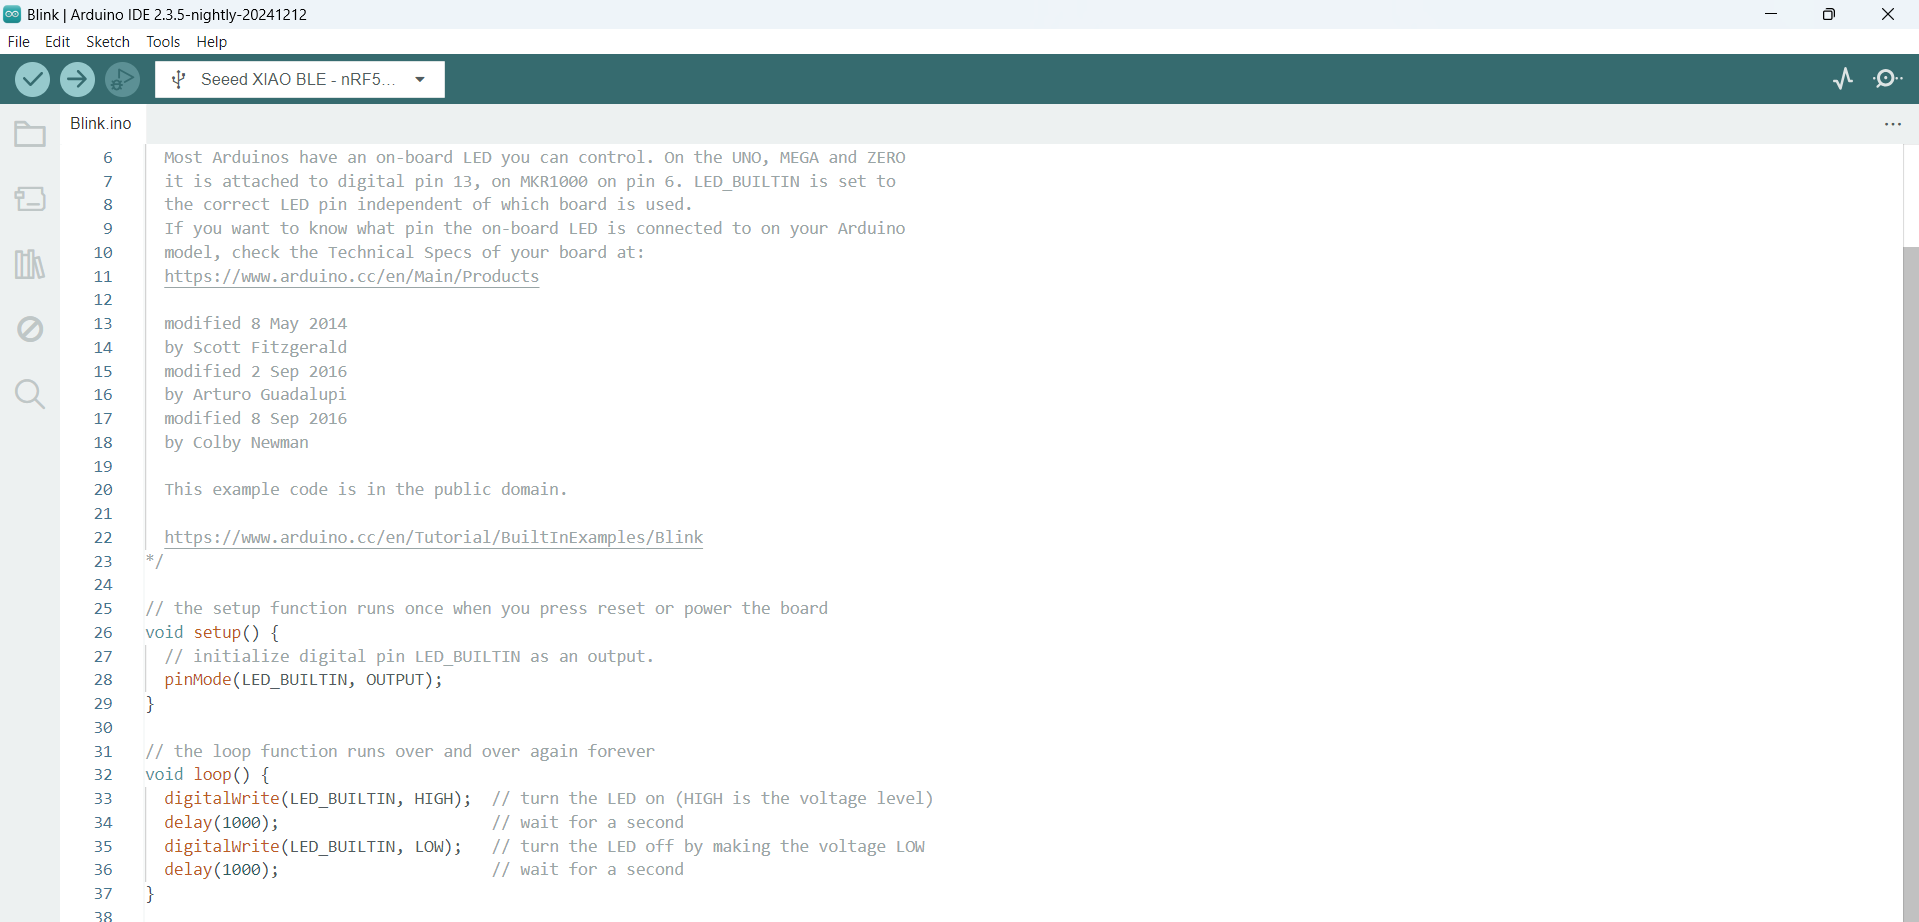 Blink | Arduino IDE 2.3.5-nightly-20241212
File Edit Sketch Tools Help
Seeed XIAO BLE - nRF5...
Blink.ino
6 Most Arduinos have an on-board LED you can control. On the UNO, MEGA and ZERO
7 it is attached to digital pin 13, on MKR1000 on pin 6. LED_BUILTIN is set to
8 the correct LED pin independent of which board is used.
9 If you want to know what pin the on-board LED is connected to on your Arduino
10 model, check the Technical Specs of your board at:
11 https://www.arduino.cc/en/Main/Products
12
13 modified 8 May 2014
14 by Scott Fitzgerald
15 modified 2 Sep 2016
16 by Arturo Guadalupi
17 modified 8 Sep 2016
18 by Colby Newman
19
20 This example code is in the public domain.
21
22 https://www.arduino.cc/en/Tutorial/BuiltInExamples/Blink
23 */
24
25 // the setup function runs once when you press reset or power the board
26 void setup() {
27 // initialize digital pin LED_BUILTIN as an output.
28 pinMode(LED_BUILTIN, OUTPUT);
29 }
30
31 // the loop function runs over and over again forever
32 void loop() {
33 digitalWrite(LED_BUILTIN, HIGH); // turn the LED on (HIGH is the voltage level)
34 delay(1000); // wait for a second
35 digitalWrite(LED_BUILTIN, LOW); // turn the LED off by making the voltage LOW
36 delay(1000); // wait for a second
37 }
38